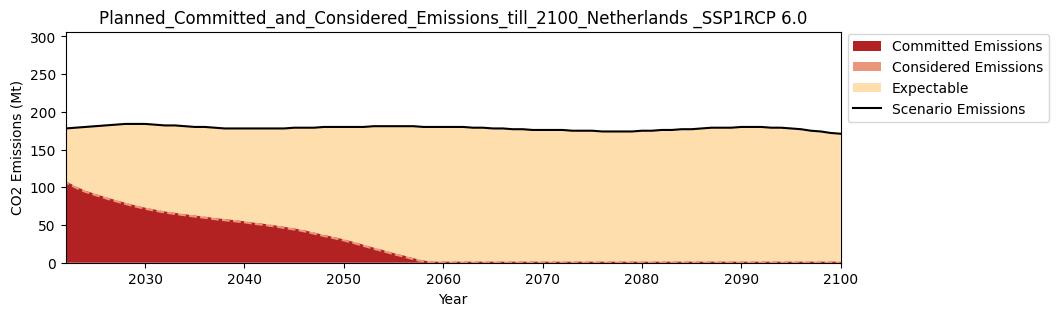 Planned_Committed_and_Considered_Emissions_till_2100_Netherlands _SSP1RCP 6.0
CO2 Emissions (Mt)
300
250
200
150
100
50
0
2030 2040 2050 2060 2070 2080 2090 2100
Year
Committed Emissions
Considered Emissions
Expectable
Scenario Emissions